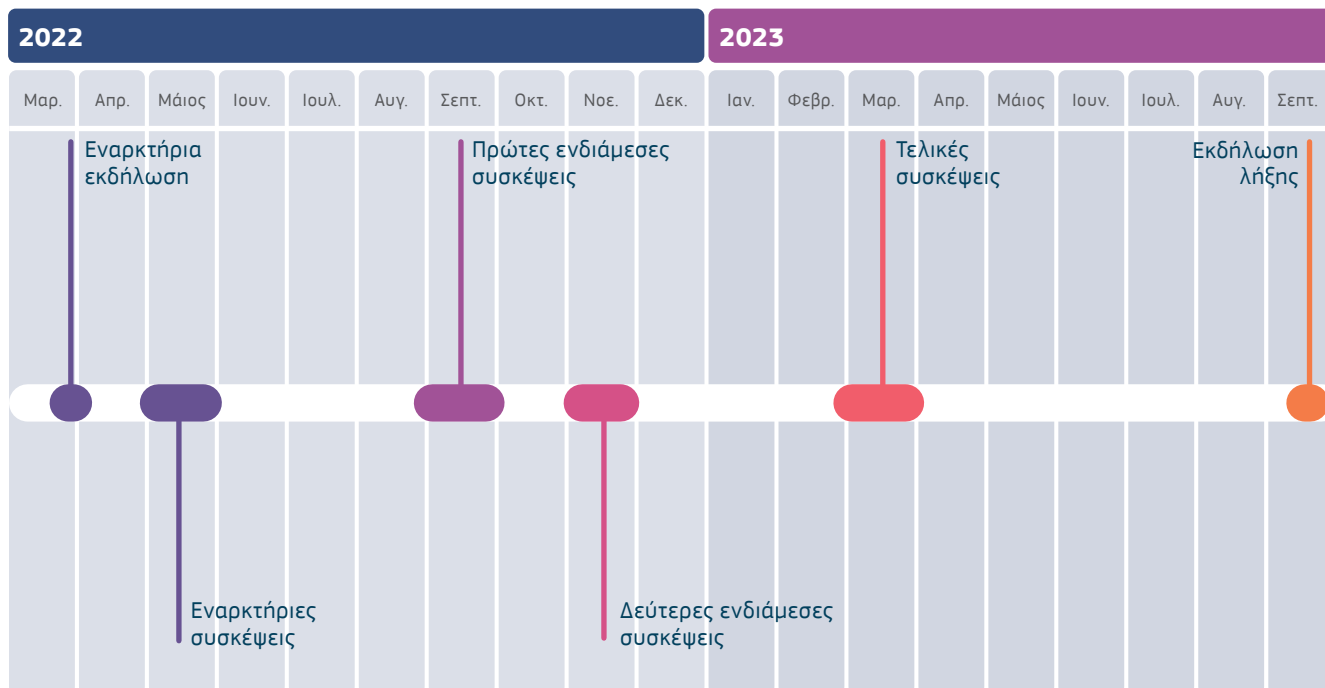 2022
2023
Μαρ. Απρ. Μάιος Ιουν. Ιουλ. Αυγ. Σεπτ. Οκτ. Νοε. Δεκ. Ιαν. Φεβρ. Μαρ. Απρ. Μάιος Ιουν. Ιουλ. Αυγ. Σεπτ.
Εναρκτήρια
εκδήλωση
Πρώτες ενδιάμεσες
συσκέψεις
Τελικές
συσκέψεις
Εκδήλωση
λήξης
Εναρκτήριες
συσκέψεις
Δεύτερες ενδιάμεσες
συσκέψεις